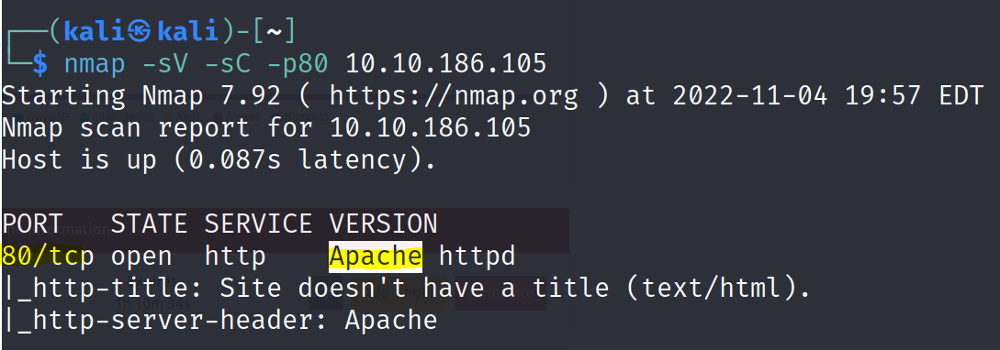 ┌──(kali㉿kali)-[~]
└─$ nmap -sV -sC -p80 10.10.186.105
Starting Nmap 7.92 ( https://nmap.org ) at 2022-11-04 19:57 EDT
Nmap scan report for 10.10.186.105
Host is up (0.087s latency).
PORT   STATE SERVICE VERSION
80/tcp open  http    Apache httpd
|_http-title: Site doesn't have a title (text/html).
|_http-server-header: Apache